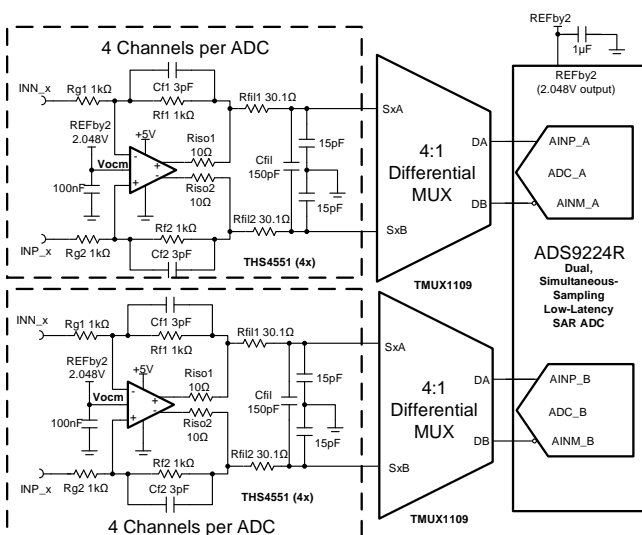 4 Channels per ADC
INN_x
Rg1 1kΩ
Cf1 3pF
Rf1 1kΩ
REFby2
2.048V
+5V
Vocm
100nF
Riso1
10Ω
Riso2
10Ω
Rfil1 30.1Ω
Cfil
150pF
15pF
15pF
Rfil2 30.1Ω
INP_x
Rg2 1kΩ
Rf2 1kΩ
Cf2 3pF
THS4551 (4x)
SxA
SxB
4:1
Differential
MUX
DA
DB
TMUX1109
REFby2
1µF
REFby2
(2.048V output)
AINP_A
ADC_A
AINM_A
ADS9224R
Dual,
Simultaneous-
Sampling
Low-Latency
SAR ADC
INN_x
Rg1 1kΩ
Cf1 3pF
Rf1 1kΩ
REFby2
2.048V
+5V
Vocm
100nF
Riso1
10Ω
Riso2
10Ω
Rfil1 30.1Ω
Cfil
150pF
15pF
15pF
Rfil2 30.1Ω
INP_x
Rg2 1kΩ
Rf2 1kΩ
Cf2 3pF
THS4551 (4x)
4 Channels per ADC
SxA
SxB
4:1
Differential
MUX
DA
DB
TMUX1109
AINP_B
ADC_B
AINM_B